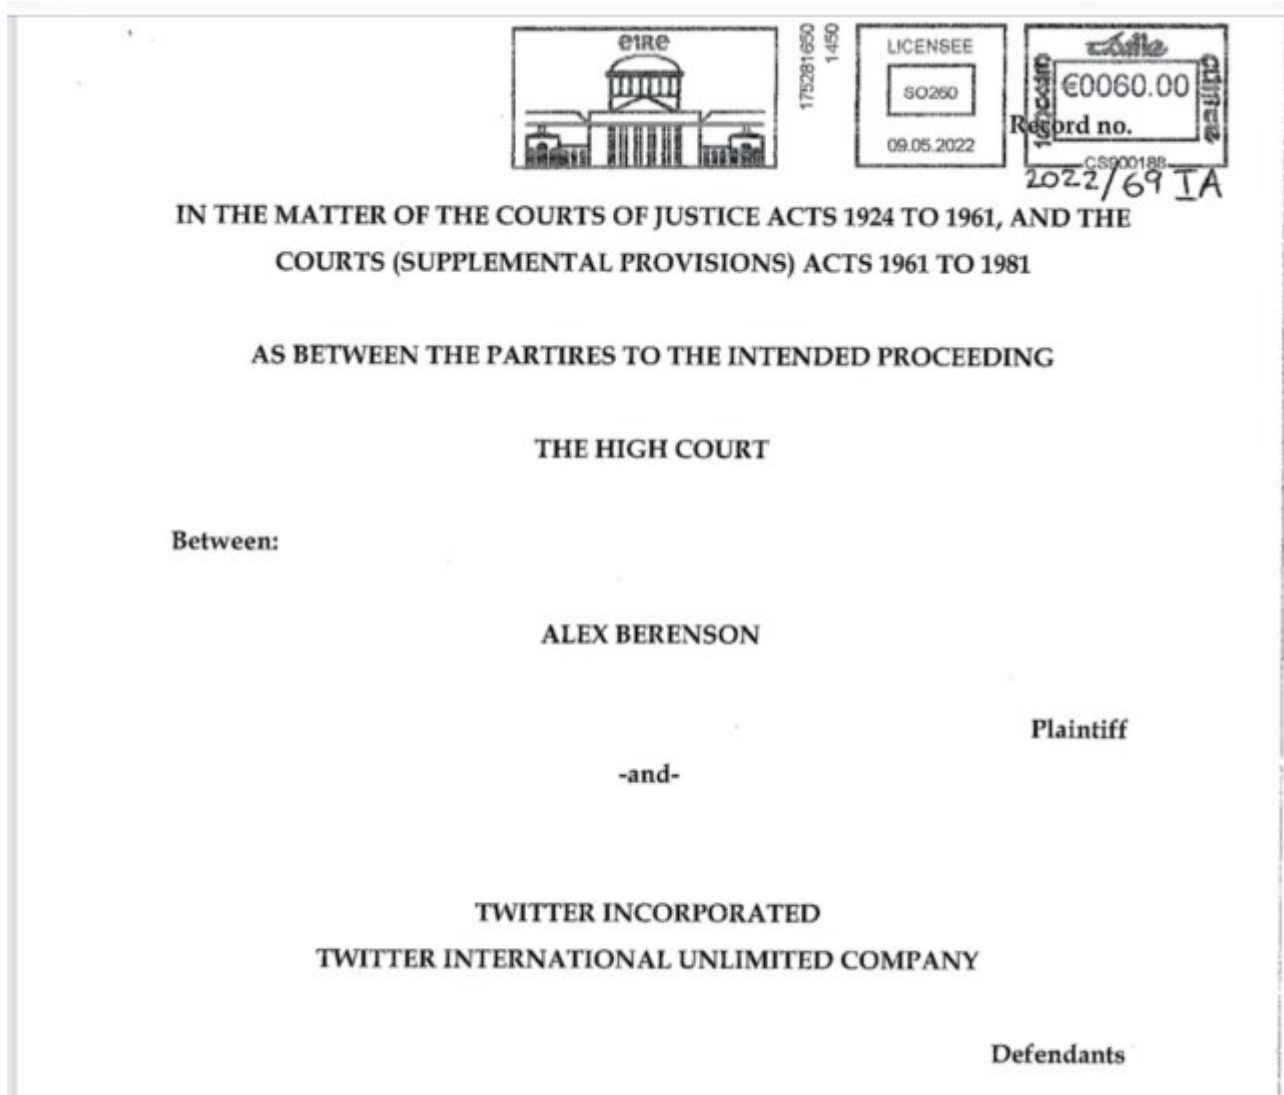 éire
175281650
1450
LICENSEE
SO260
09.05.2022
€0060.00
CS900188
Record no.
2022/69 IA
IN THE MATTER OF THE COURTS OF JUSTICE ACTS 1924 TO 1961, AND THE
COURTS (SUPPLEMENTAL PROVISIONS) ACTS 1961 TO 1981
AS BETWEEN THE PARTIRES TO THE INTENDED PROCEEDING
THE HIGH COURT
Between:
ALEX BERENSON
Plaintiff
-and-
TWITTER INCORPORATED
TWITTER INTERNATIONAL UNLIMITED COMPANY
Defendants